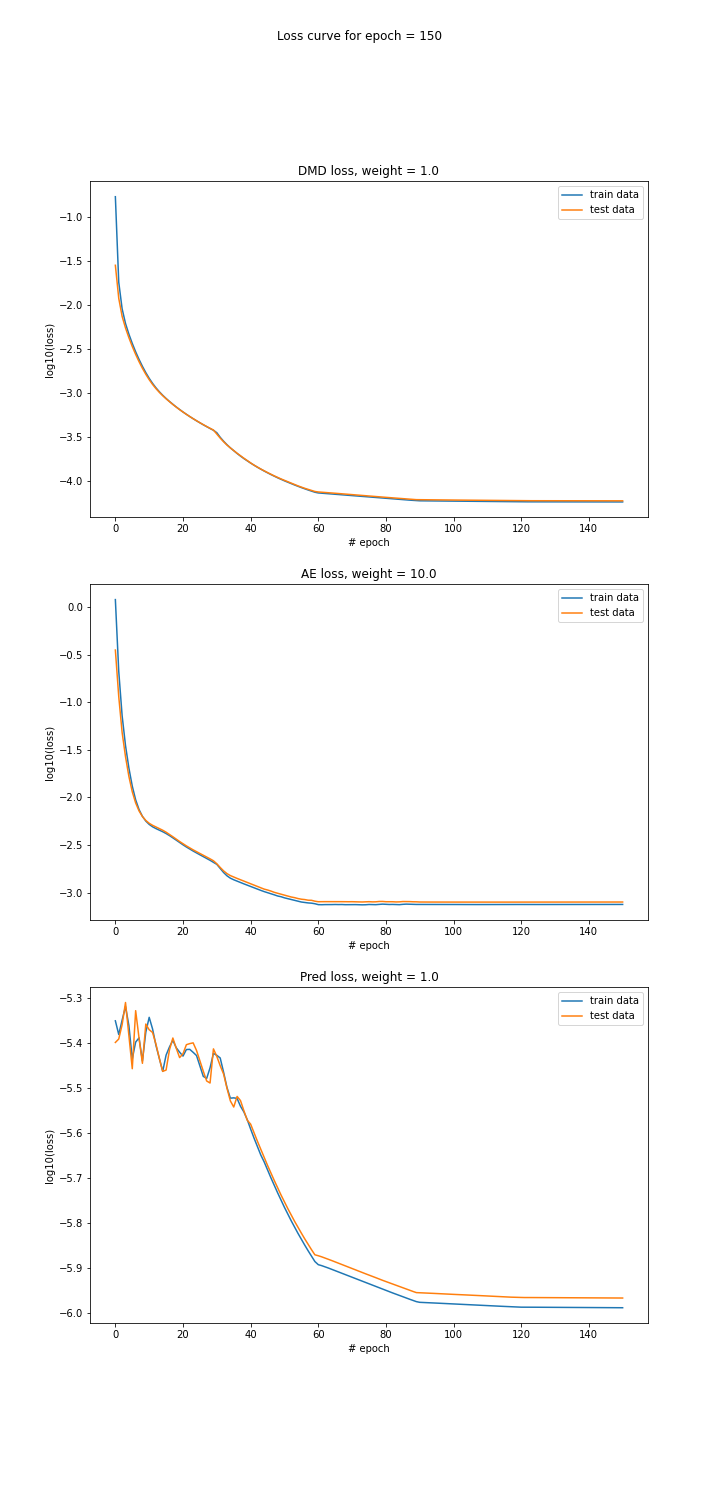 Loss curve for epoch = 150
DMD loss, weight = 1.0
train data
test data
−1.0
−1.5
−2.0
−2.5
−3.0
−3.5
−4.0
log10(loss)
0 20 40 60 80 100 120 140
# epoch
AE loss, weight = 10.0
train data
test data
0.0
−0.5
−1.0
−1.5
−2.0
−2.5
−3.0
log10(loss)
0 20 40 60 80 100 120 140
# epoch
Pred loss, weight = 1.0
train data
test data
−5.3
−5.4
−5.5
−5.6
−5.7
−5.8
−5.9
−6.0
log10(loss)
0 20 40 60 80 100 120 140
# epoch